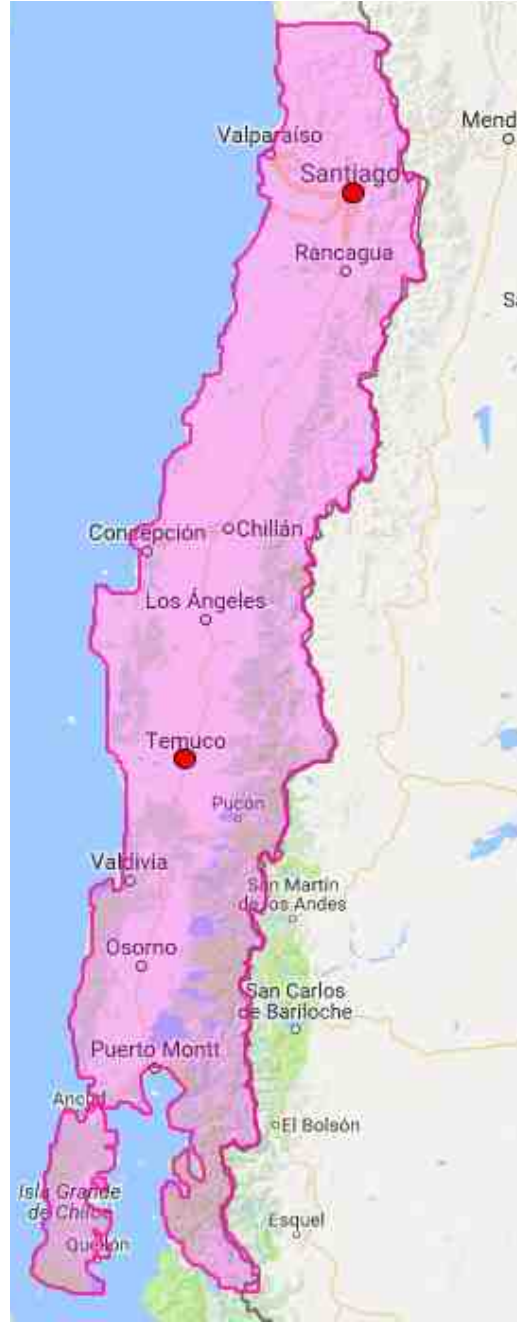 Valparaíso
Mend
Santiago
Rancagua
Sa
Concepción
Chillán
Los Ángeles
Temuco
Pucón
Valdivia
San Martín
de los Andes
Osorno
San Carlos
de Bariloche
Puerto Montt
Ancud
El Bolsón
Isla Grande
de Chiloé
Esquel
Quellón